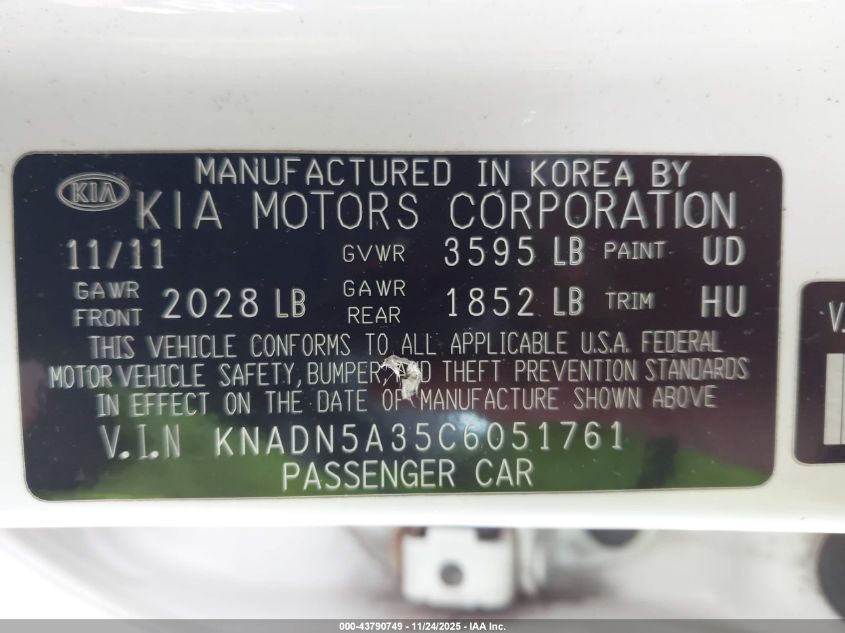 MANUFACTURED IN KOREA BY
KIA KIA MOTORS CORPORATION
11/11 GVWR 3595 LB PAINT UD
GAWR FRONT 2028 LB GAWR REAR 1852 LB TRIM HU
THIS VEHICLE CONFORMS TO ALL APPLICABLE U.S.A. FEDERAL
MOTOR VEHICLE SAFETY, BUMPER, AND THEFT PREVENTION STANDARDS
IN EFFECT ON THE DATE OF MANUFACTURE SHOWN ABOVE
V.I.N KNADN5A35C6051761
PASSENGER CAR
V.
000-43790749 - 11/24/2025 - IAA Inc.